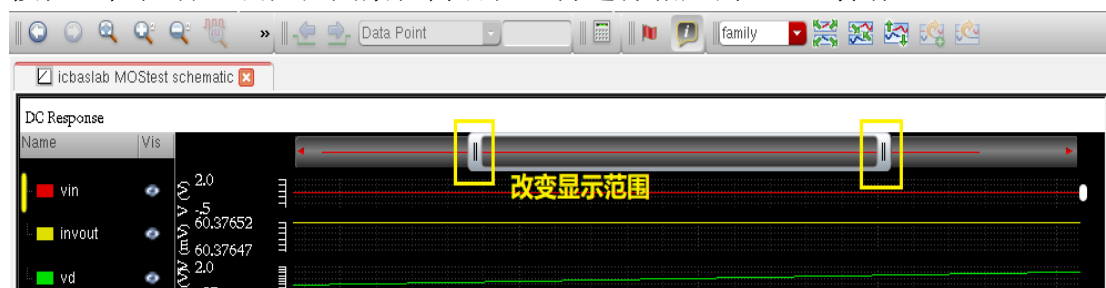 »
Data Point
family
icbaslab MOStest schematic
DC Response
Name Vis
改变显示范围
vin
(V)
2.0
-.5
invout
(mV)
60.37652
60.37647
vd
2.0